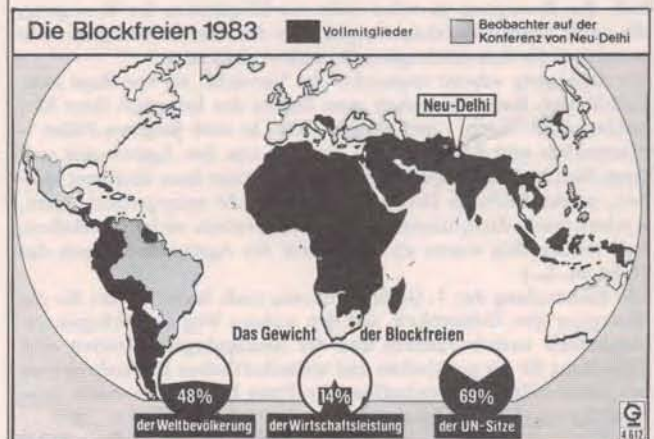 Die Blockfreien 1983
Vollmitglieder
Beobachter auf der
Konferenz von Neu-Delhi
Neu-Delhi
Das Gewicht der Blockfreien
48%
der Weltbevölkerung
14%
der Wirtschaftsleistung
69%
der UN-Sitze
G
4612